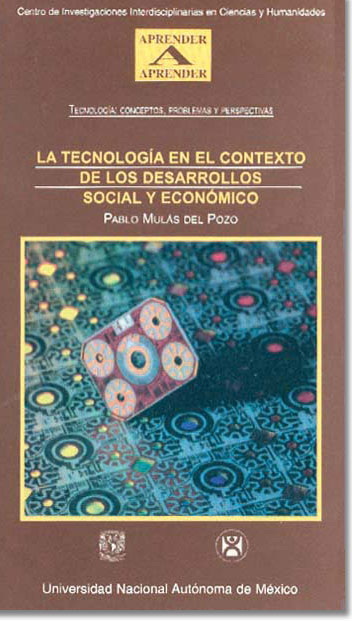 Centro de Investigaciones Interdisciplinarias en Ciencias y Humanidades
APRENDER
A
APRENDER
TECNOLOGÍA: CONCEPTOS, PROBLEMAS Y PERSPECTIVAS
LA TECNOLOGÍA EN EL CONTEXTO
DE LOS DESARROLLOS
SOCIAL Y ECONÓMICO
PABLO MULÁS DEL POZO
Universidad Nacional Autónoma de México